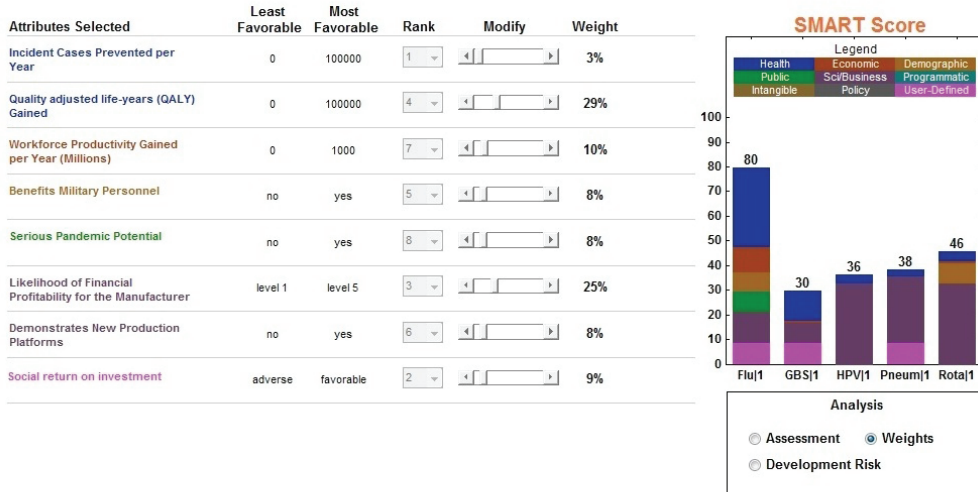 Attributes Selected
Least Favorable
Most Favorable
Rank
Modify
Weight
Incident Cases Prevented per Year
0
100000
1
3%
Quality adjusted life-years (QALY) Gained
0
100000
4
29%
Workforce Productivity Gained per Year (Millions)
0
1000
7
10%
Benefits Military Personnel
no
yes
5
8%
Serious Pandemic Potential
no
yes
8
8%
Likelihood of Financial Profitability for the Manufacturer
level 1
level 5
3
25%
Demonstrates New Production Platforms
no
yes
6
8%
Social return on investment
adverse
favorable
2
9%
SMART Score
Legend
Health Economic Demographic
Public Sci/Business Programmatic
Intangible Policy User-Defined
100
90
80
70
60
50
40
30
20
10
0
80
30
36
38
46
Flu|1 GBS|1 HPV|1 Pneum|1 Rota|1
Analysis
Assessment Weights
Development Risk